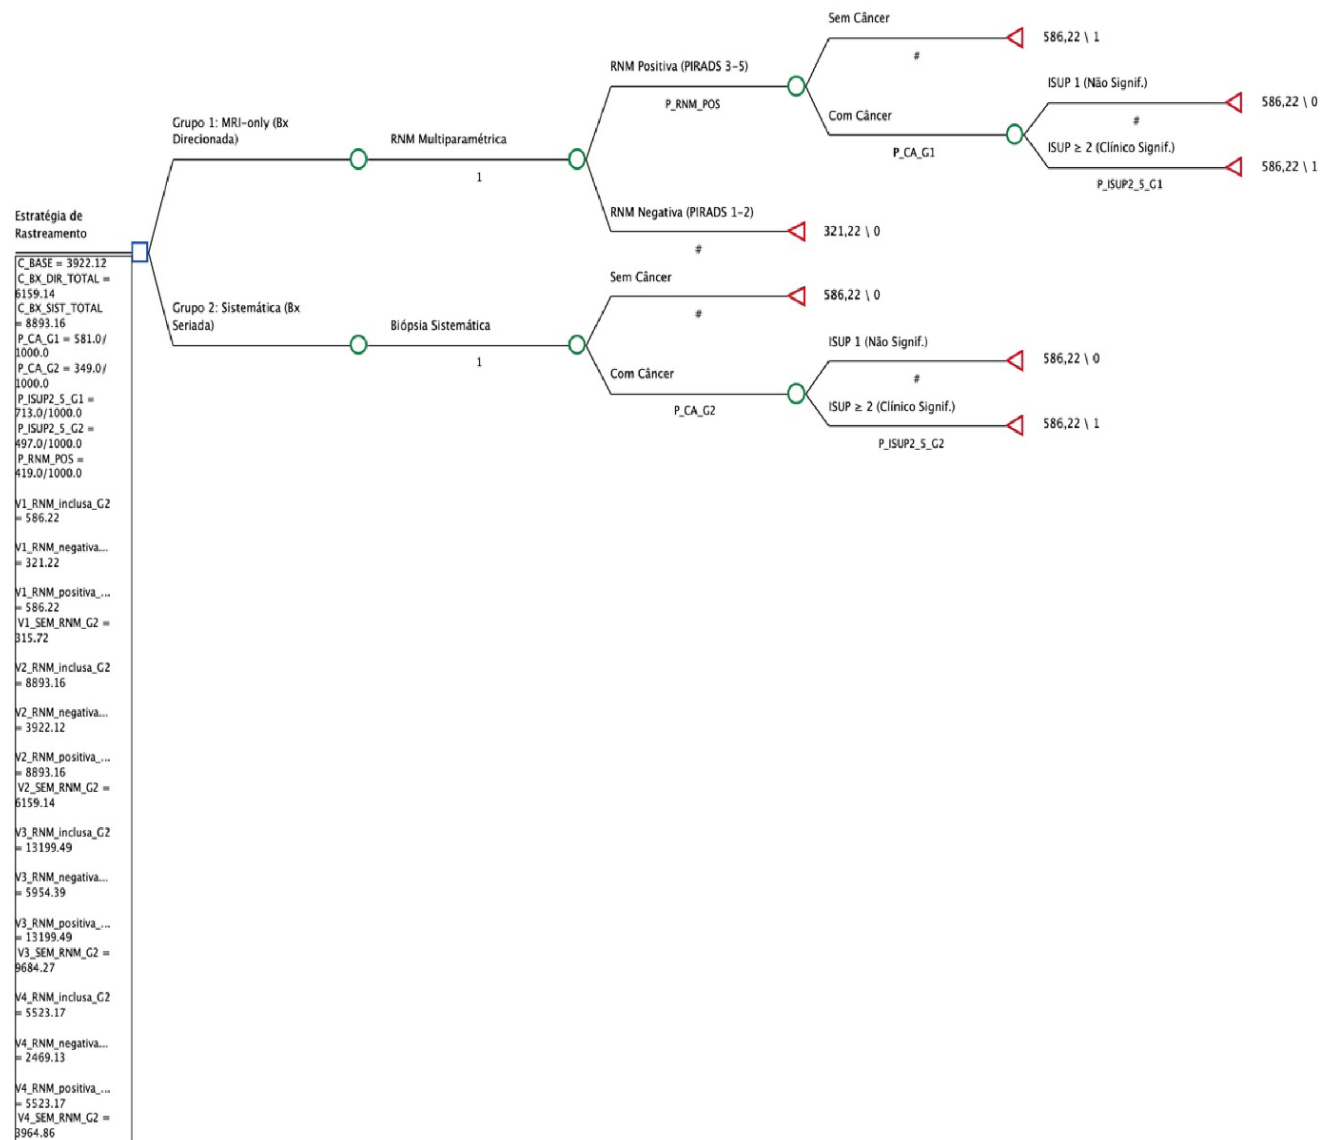 Sem Câncer
586,22 \ 1
#
RNM Positiva (PIRADS 3-5)
P_RNM_POS
ISUP 1 (Não Signif.)
586,22 \ 0
#
Com Câncer
P_CA_G1
ISUP ≥ 2 (Clínico Signif.)
586,22 \ 1
P_ISUP2_5_G1
Grupo 1: MRI-only (Bx
Direcionada)
RNM Multiparamétrica
1
RNM Negativa (PIRADS 1-2)
321,22 \ 0
#
Estratégia de
Rastreamento
Sem Câncer
586,22 \ 0
#
Grupo 2: Sistemática (Bx
Seriada)
Biópsia Sistemática
1
ISUP 1 (Não Signif.)
586,22 \ 0
#
Com Câncer
P_CA_G2
ISUP ≥ 2 (Clínico Signif.)
586,22 \ 1
P_ISUP2_5_G2
C_BASE = 3922.12
C_BX_DIR_TOTAL =
6159.14
C_BX_SIST_TOTAL
= 8893.16
P_CA_G1 = 581.0/
1000.0
P_CA_G2 = 349.0/
1000.0
P_ISUP2_5_G1 =
713.0/1000.0
P_ISUP2_5_G2 =
497.0/1000.0
P_RNM_POS =
419.0/1000.0
V1_RNM_inclusa_G2
= 586.22
V1_RNM_negativa...
= 321.22
V1_RNM_positiva_...
= 586.22
V1_SEM_RNM_G2 =
315.72
V2_RNM_inclusa_G2
= 8893.16
V2_RNM_negativa...
= 3922.12
V2_RNM_positiva_...
= 8893.16
V2_SEM_RNM_G2 =
6159.14
V3_RNM_inclusa_G2
= 13199.49
V3_RNM_negativa...
= 5954.39
V3_RNM_positiva_...
= 13199.49
V3_SEM_RNM_G2 =
9684.27
V4_RNM_inclusa_G2
= 5523.17
V4_RNM_negativa...
= 2469.13
V4_RNM_positiva_...
= 5523.17
V4_SEM_RNM_G2 =
3964.86